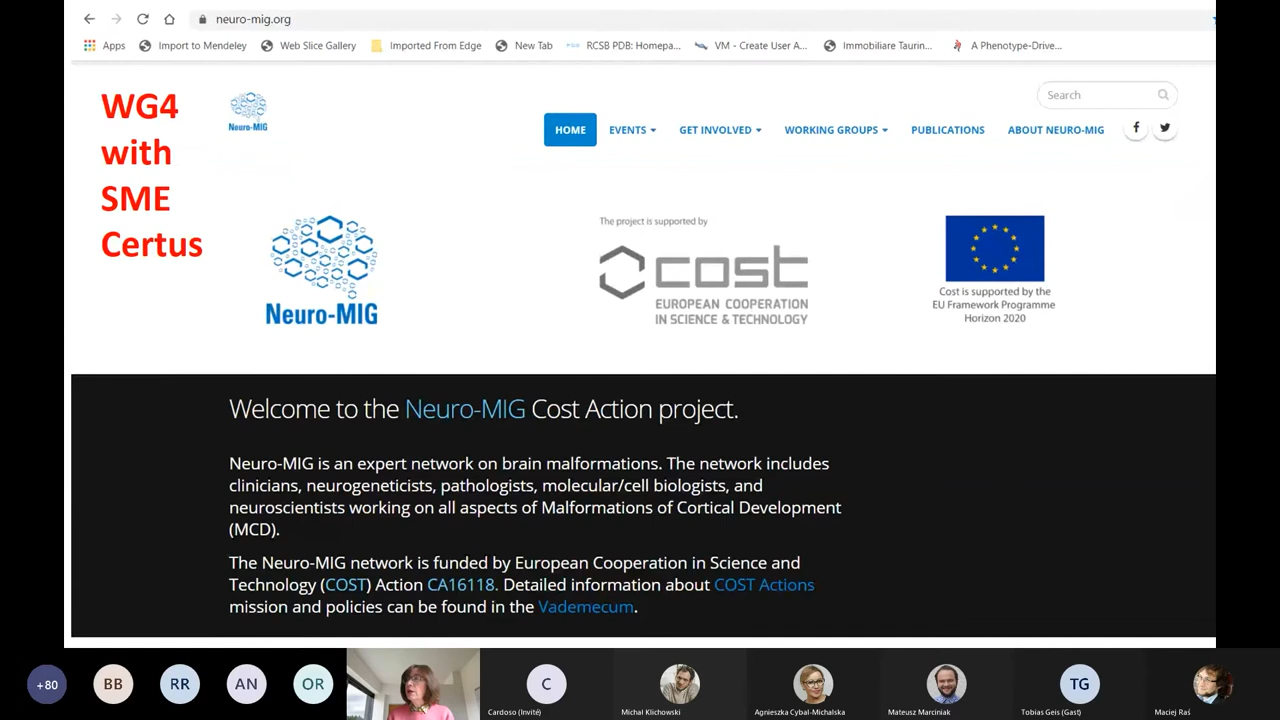 neuro-mig.org
Apps
Import to Mendeley
Web Slice Gallery
Imported From Edge
New Tab
RCSB PDB: Homepa...
VM - Create User A...
Immobiliare Taurin...
A Phenotype-Drive...
WG4
with
SME
Certus
Neuro-MIG
Search
HOME
EVENTS
GET INVOLVED
WORKING GROUPS
PUBLICATIONS
ABOUT NEURO-MIG
Neuro-MIG
The project is supported by
cost
EUROPEAN COOPERATION
IN SCIENCE & TECHNOLOGY
Cost is supported by the
EU Framework Programme
Horizon 2020
Welcome to the Neuro-MIG Cost Action project.
Neuro-MIG is an expert network on brain malformations. The network includes
clinicians, neurogeneticists, pathologists, molecular/cell biologists, and
neuroscientists working on all aspects of Malformations of Cortical Development
(MCD).
The Neuro-MIG network is funded by European Cooperation in Science and
Technology (COST) Action CA16118. Detailed information about COST Actions
mission and policies can be found in the Vademecum.
+80
BB
RR
AN
OR
C
TG
Cardoso (Invité)
Michał Klichowski
Agnieszka Cybal-Michalska
Mateusz Marciniak
Tobias Geis (Gast)
Maciej Raś